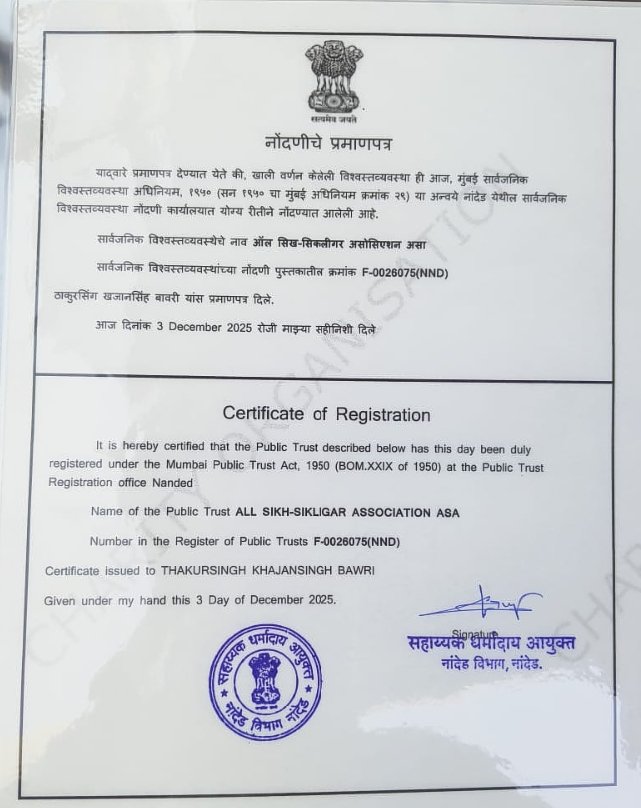 सत्यमेव जयते
नोंदणीचे प्रमाणपत्र
याद्वारे प्रमाणपत्र देण्यात येते की, खाली वर्णन केलेली विश्वस्तव्यवस्था ही आज, मुंबई सार्वजनिक
विश्वस्तव्यवस्था अधिनियम, १९५० (सन १९५० चा मुंबई अधिनियम क्रमांक २९) या अन्वये नांदेड येथील सार्वजनिक
विश्वस्तव्यवस्था नोंदणी कार्यालयात योग्य रीतीने नोंदण्यात आलेली आहे.
सार्वजनिक विश्वस्तव्यवस्थेचे नाव ऑल सिख-सिकलीगर असोसिएशन असा
सार्वजनिक विश्वस्तव्यवस्थांच्या नोंदणी पुस्तकातील क्रमांक F-0026075(NND)
ठाकुरसिंग खजानसिंह बावरी यांस प्रमाणपत्र दिले.
आज दिनांक 3 December 2025 रोजी माझ्या सहीनिशी दिले
Certificate of Registration
It is hereby certified that the Public Trust described below has this day been duly
registered under the Mumbai Public Trust Act, 1950 (BOM.XXIX of 1950) at the Public Trust
Registration office Nanded
Name of the Public Trust ALL SIKH-SIKLIGAR ASSOCIATION ASA
Number in the Register of Public Trusts F-0026075(NND)
Certificate issued to THAKURSINGH KHAJANSINGH BAWRI
Given under my hand this 3 Day of December 2025.
Signature
सहाय्यक धर्मादाय आयुक्त
नांदेड विभाग, नांदेड.
सहाय्यक धर्मादाय आयुक्त
नांदेड विभाग नांदेड
CHARITY ORGANISATION